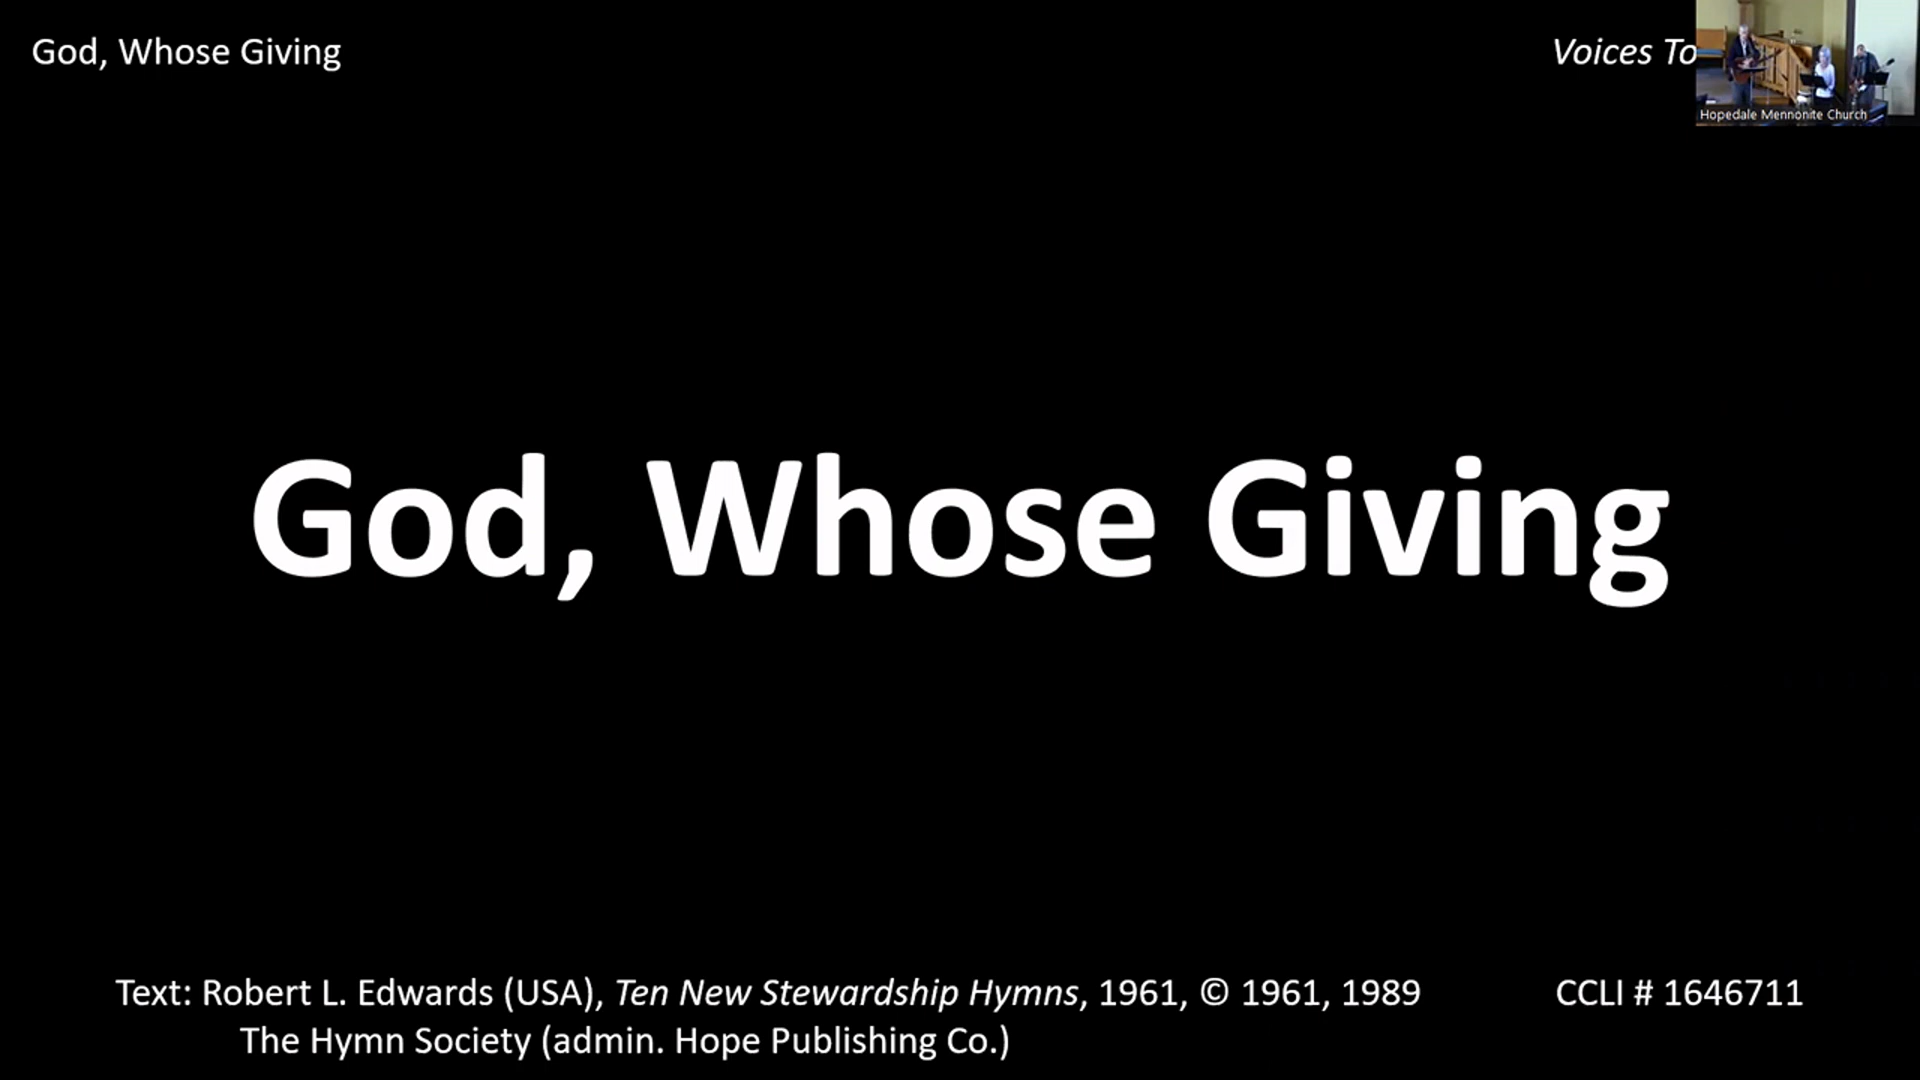 God, Whose Giving
Voices To
Hopedale Mennonite Church
God, Whose Giving
Text: Robert L. Edwards (USA), Ten New Stewardship Hymns, 1961, © 1961, 1989
CCLI # 1646711
The Hymn Society (admin. Hope Publishing Co.)